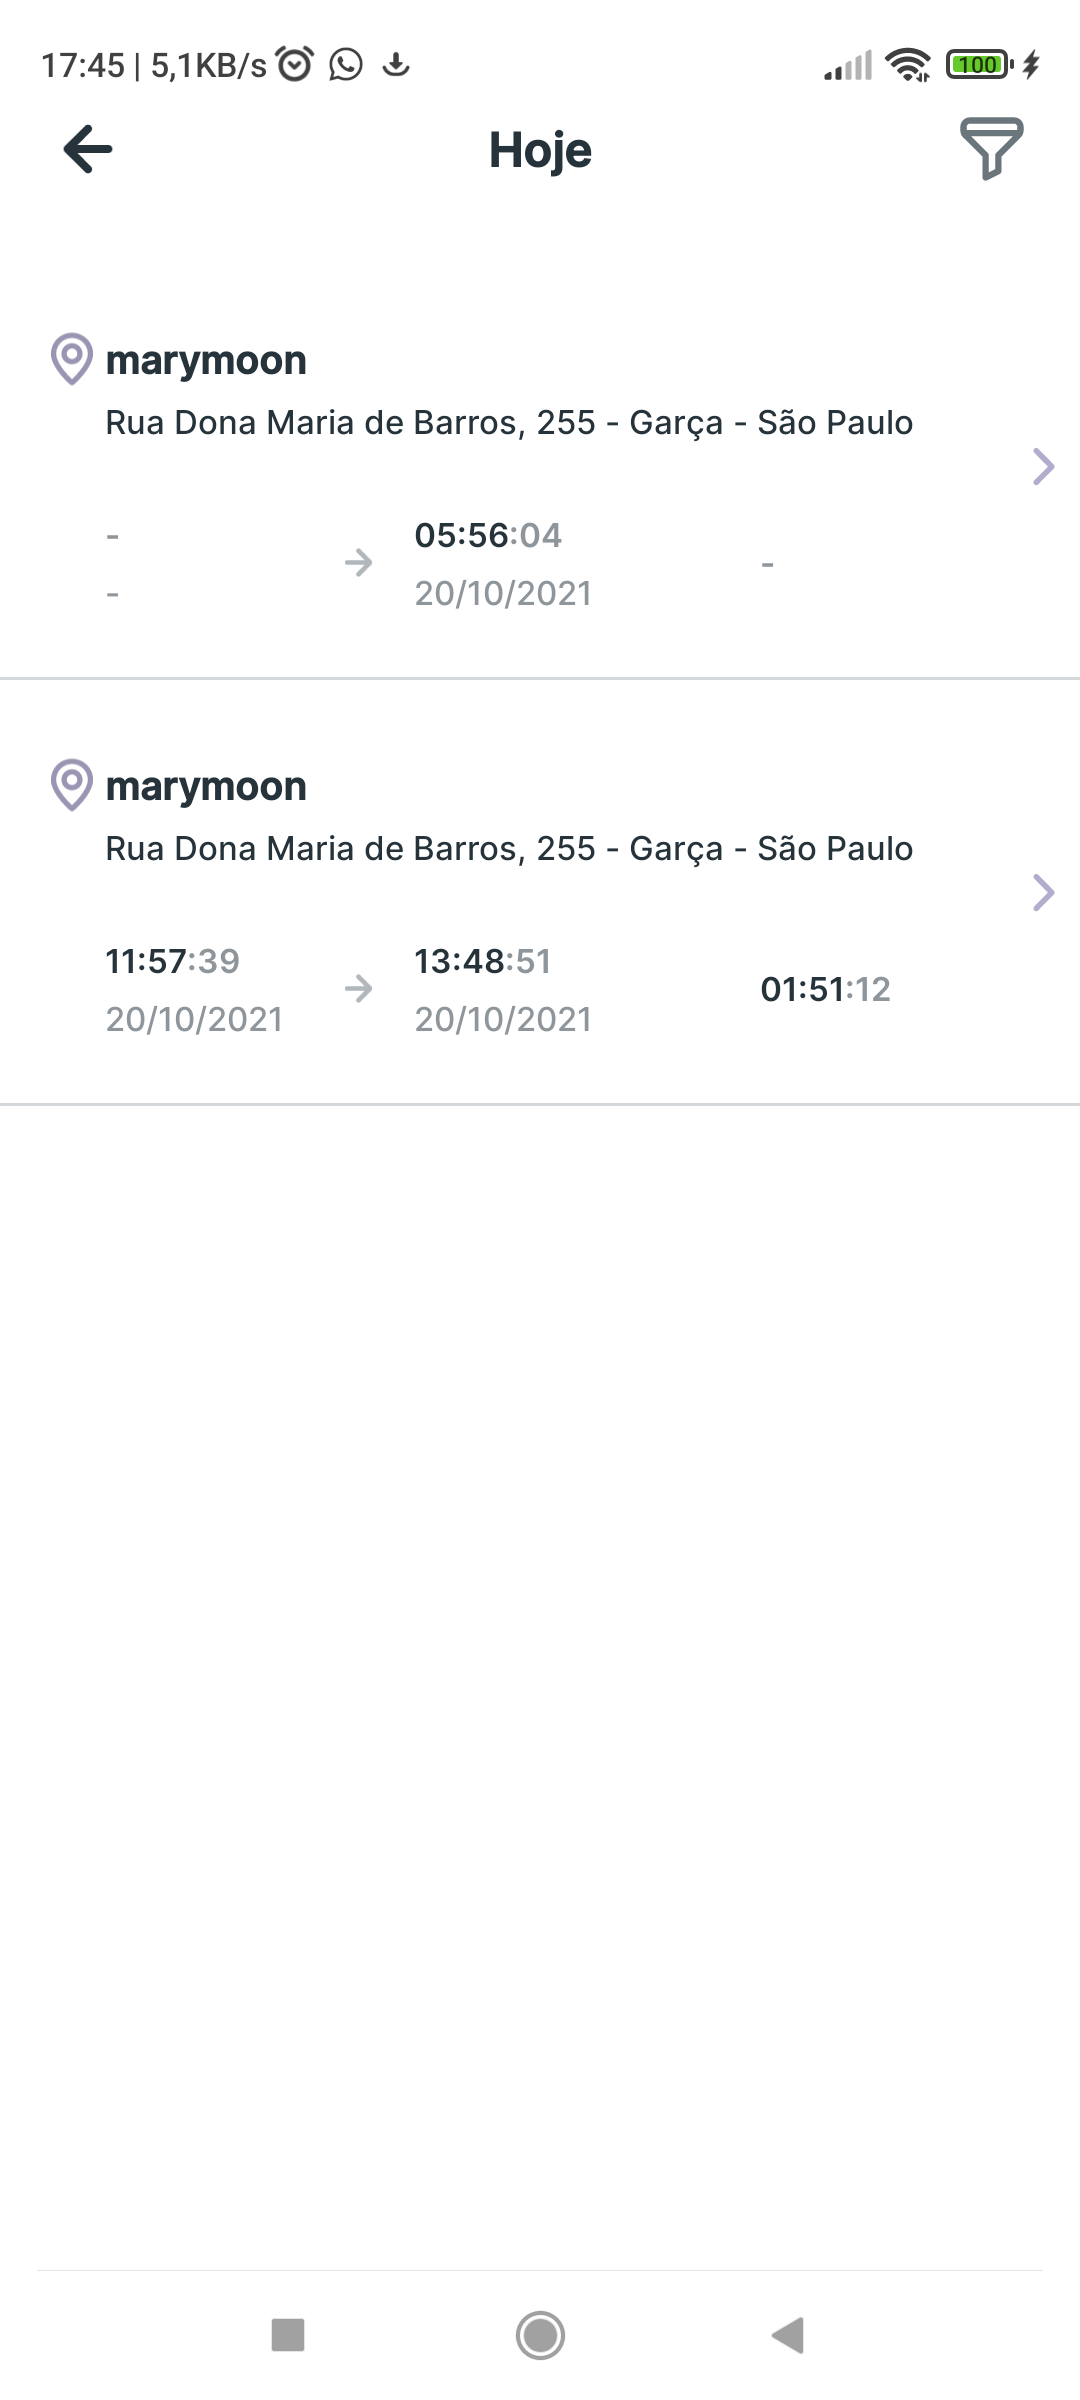 17:45 | 5,1KB/s
100
Hoje
marymoon
Rua Dona Maria de Barros, 255 - Garça - São Paulo
- 05:56:04 -
- 20/10/2021
marymoon
Rua Dona Maria de Barros, 255 - Garça - São Paulo
11:57:39 13:48:51 01:51:12
20/10/2021 20/10/2021